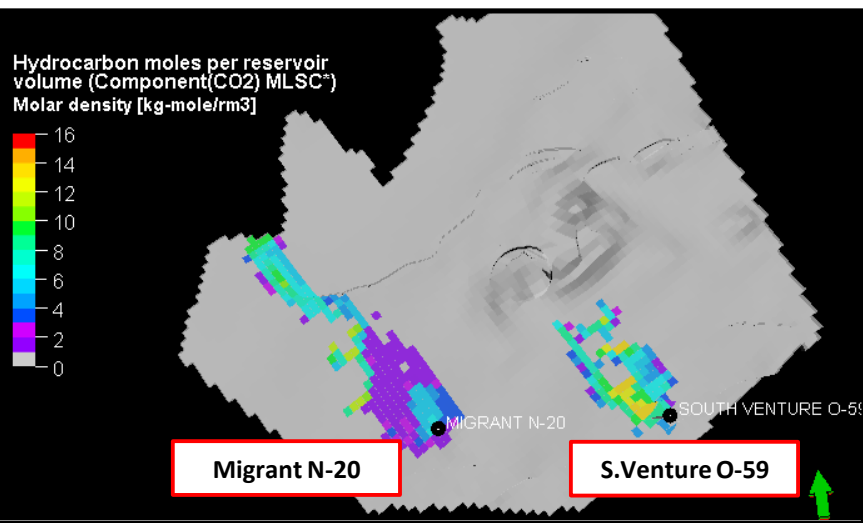 Hydrocarbon moles per reservoir
volume (Component(CO2) MLSC*)
Molar density [kg-mole/rm3]
16
14
12
10
8
6
4
2
0
SOUTH VENTURE O-59
MIGRANT N-20
Migrant N-20
S.Venture O-59